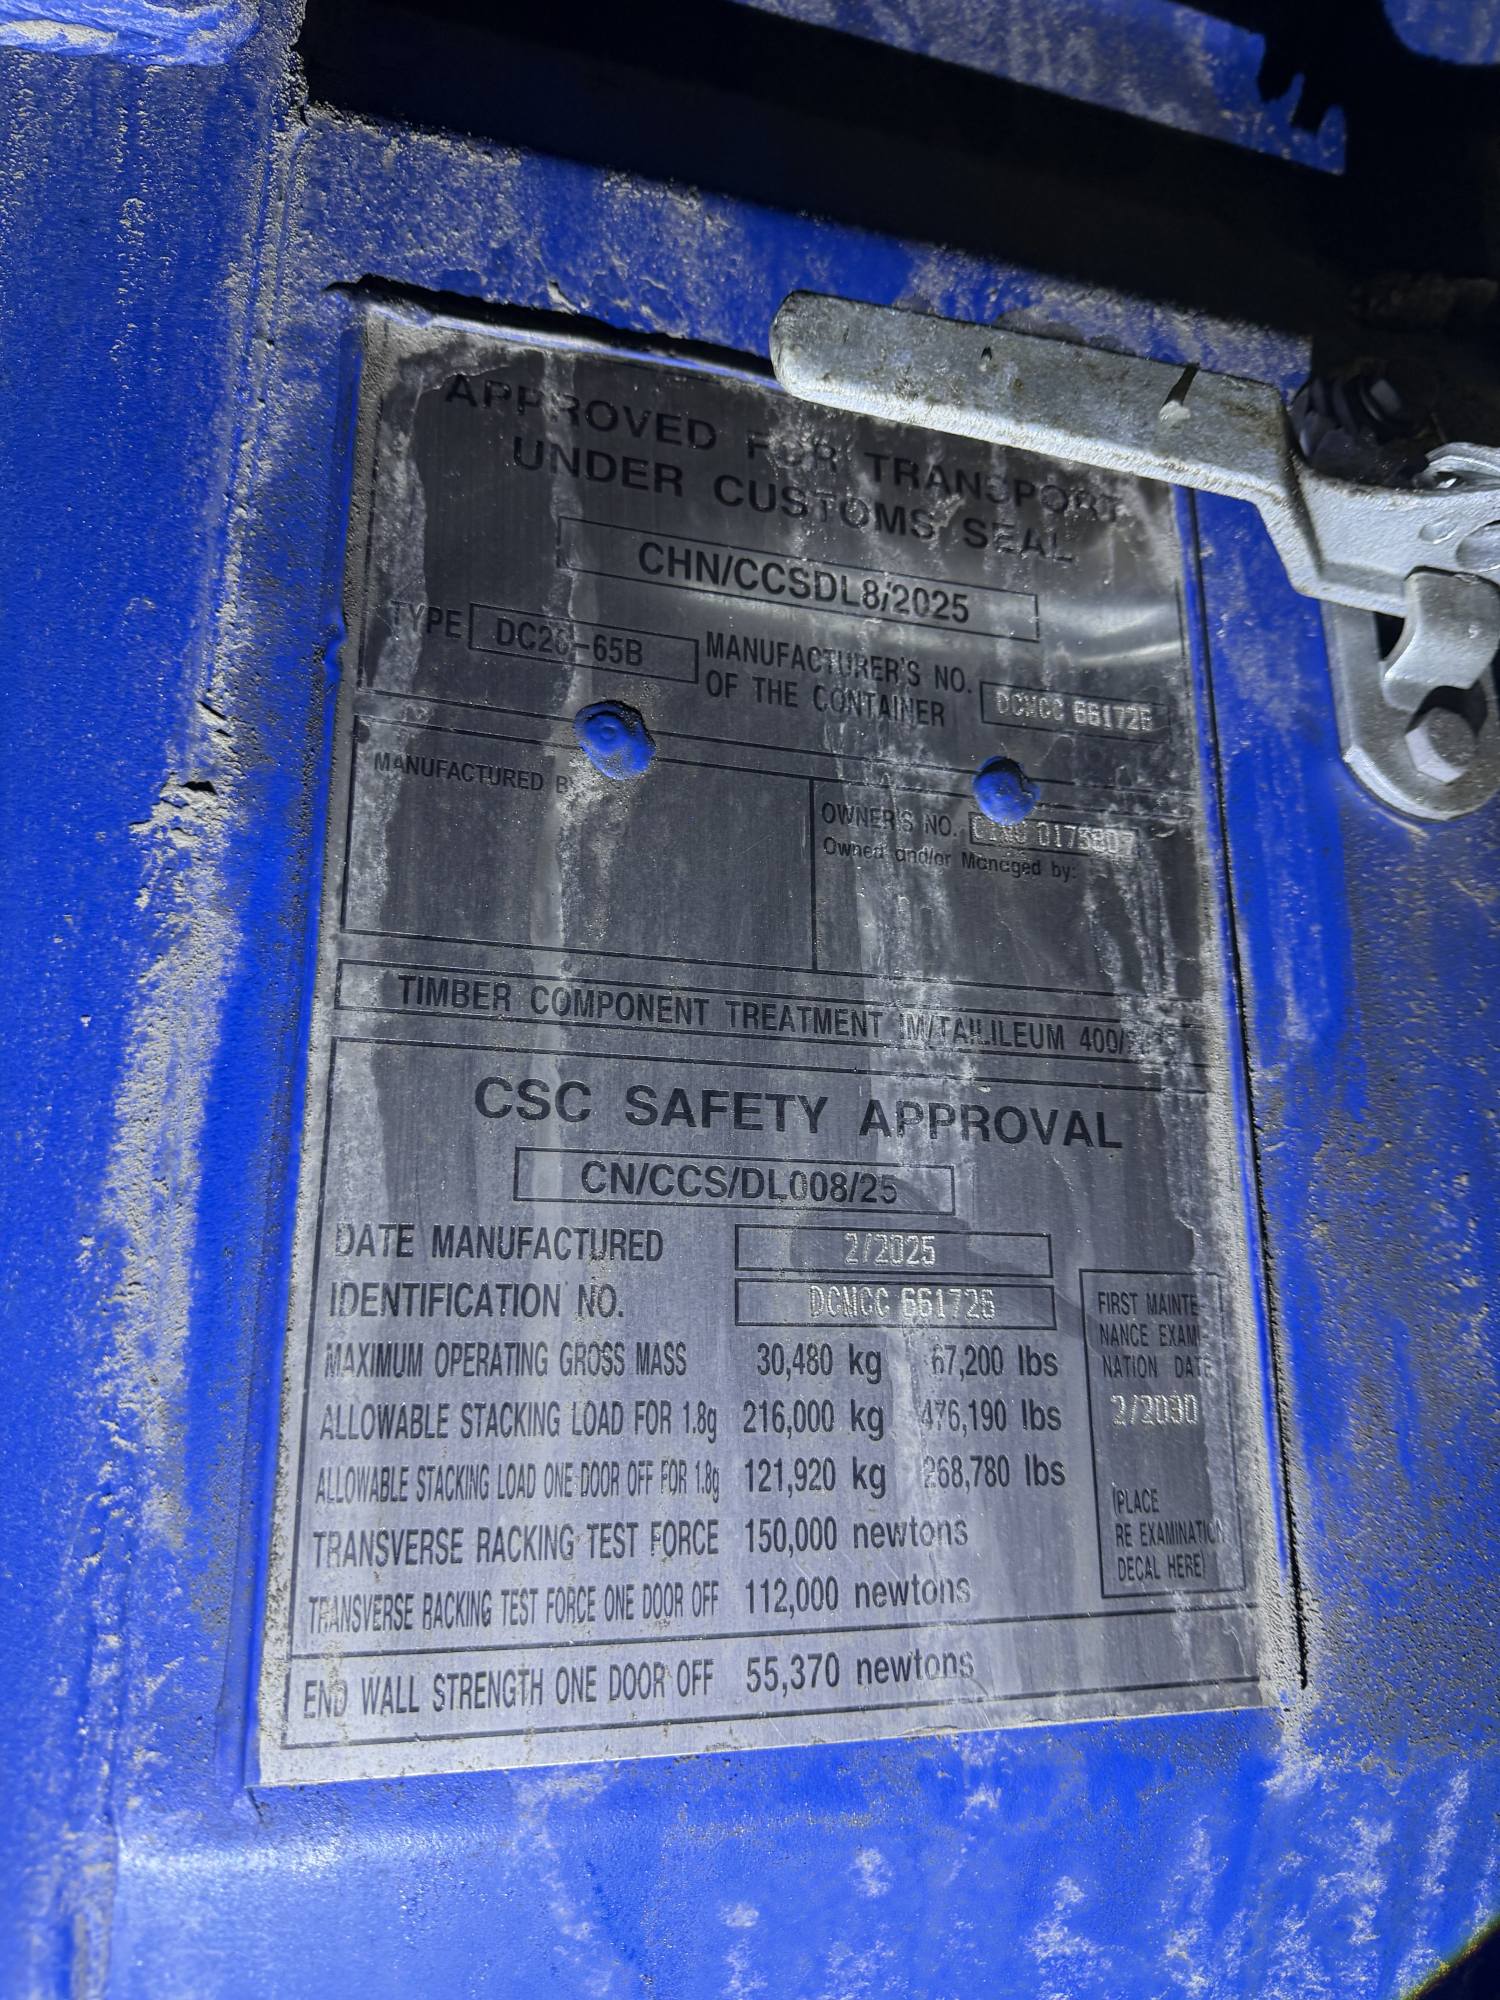 APPROVED FOR TRANSPORT
UNDER CUSTOMS SEAL
CHN/CCSDL8/2025
TYPE
MANUFACTURER'S NO.
OF THE CONTAINER
DCMCC 661726
MANUFACTURED BY
OWNER'S NO.
Owned and/or Managed by:
TIMBER COMPONENT TREATMENT IM/TAILILEUM
CSC SAFETY APPROVAL
CN/CCS/DL008/25
DATE MANUFACTURED 2/2025
IDENTIFICATION NO. DCMCC 661726
MAXIMUM OPERATING GROSS MASS 30,480 kg 67,200 lbs
ALLOWABLE STACKING LOAD FOR 1.8g 216,000 kg 476,190 lbs
ALLOWABLE STACKING LOAD ONE DOOR OFF FOR 1.8g 121,920 kg 268,780 lbs
TRANSVERSE RACKING TEST FORCE 150,000 newtons
TRANSVERSE RACKING TEST FORCE ONE DOOR OFF 112,000 newtons
END WALL STRENGTH ONE DOOR OFF 55,370 newtons
FIRST MAINTE-
NANCE EXAMI-
NATION DATE
2/2030
(PLACE
RE EXAMINATION
DECAL HERE)